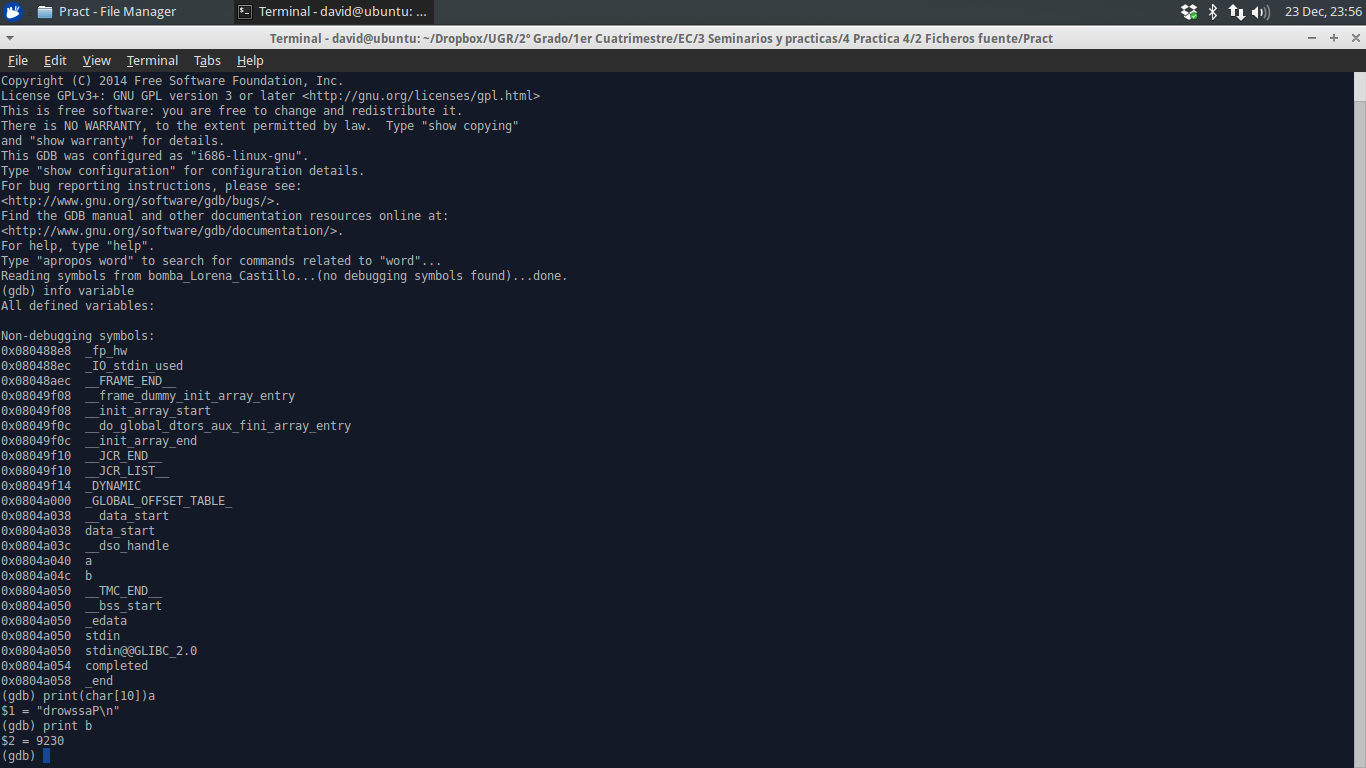 Pract - File Manager
Terminal - david@ubuntu: ...
23 Dec, 23:56
Terminal - david@ubuntu: ~/Dropbox/UGR/2º Grado/1er Cuatrimestre/EC/3 Seminarios y practicas/4 Practica 4/2 Ficheros fuente/Pract
File Edit View Terminal Tabs Help
Copyright (C) 2014 Free Software Foundation, Inc.
License GPLv3+: GNU GPL version 3 or later <http://gnu.org/licenses/gpl.html>
This is free software: you are free to change and redistribute it.
There is NO WARRANTY, to the extent permitted by law.  Type "show copying"
and "show warranty" for details.
This GDB was configured as "i686-linux-gnu".
Type "show configuration" for configuration details.
For bug reporting instructions, please see:
<http://www.gnu.org/software/gdb/bugs/>.
Find the GDB manual and other documentation resources online at:
<http://www.gnu.org/software/gdb/documentation/>.
For help, type "help".
Type "apropos word" to search for commands related to "word"...
Reading symbols from bomba_Lorena_Castillo...(no debugging symbols found)...done.
(gdb) info variable
All defined variables:

Non-debugging symbols:
0x080488e8  _fp_hw
0x080488ec  _IO_stdin_used
0x08048aec  __FRAME_END__
0x08049f08  __frame_dummy_init_array_entry
0x08049f08  __init_array_start
0x08049f0c  __do_global_dtors_aux_fini_array_entry
0x08049f0c  __init_array_end
0x08049f10  __JCR_END__
0x08049f10  __JCR_LIST__
0x08049f14  _DYNAMIC
0x0804a000  _GLOBAL_OFFSET_TABLE_
0x0804a038  __data_start
0x0804a038  data_start
0x0804a03c  __dso_handle
0x0804a040  a
0x0804a04c  b
0x0804a050  __TMC_END__
0x0804a050  __bss_start
0x0804a050  _edata
0x0804a050  stdin
0x0804a050  stdin@@GLIBC_2.0
0x0804a054  completed
0x0804a058  _end
(gdb) print(char[10])a
$1 = "drowssaP\n"
(gdb) print b
$2 = 9230
(gdb)